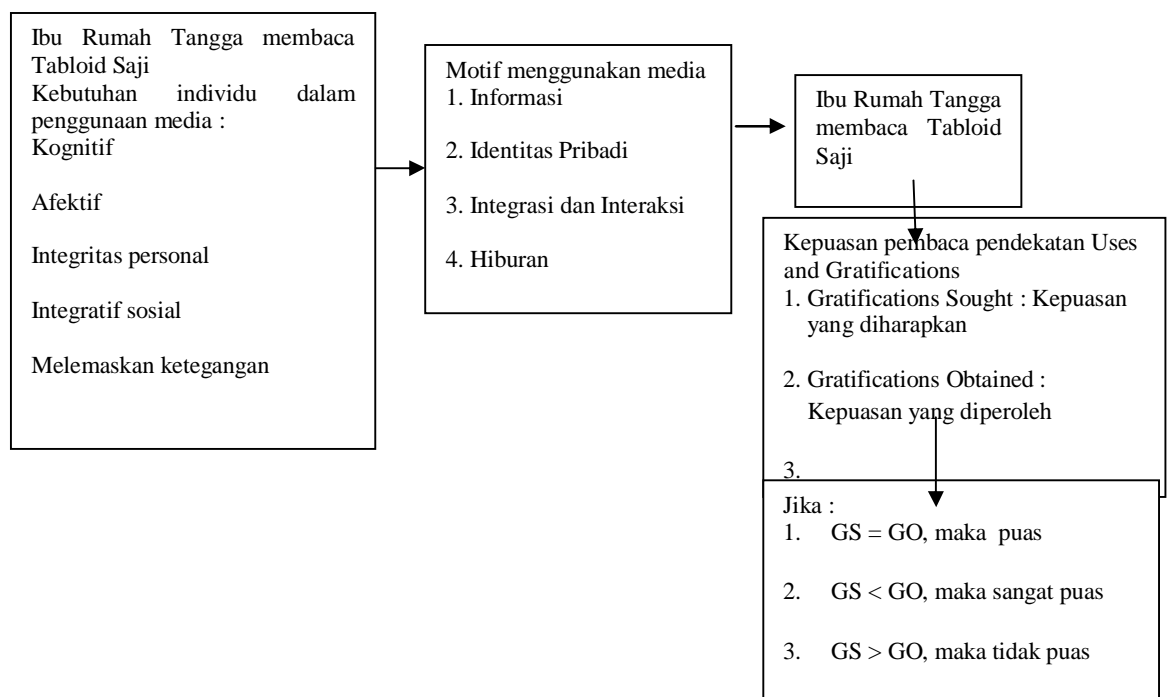 Ibu Rumah Tangga membaca
Tabloid Saji
Kebutuhan individu dalam
penggunaan media :
Kognitif
Afektif
Integritas personal
Integratif sosial
Melemaskan ketegangan
Motif menggunakan media
1. Informasi
2. Identitas Pribadi
3. Integrasi dan Interaksi
4. Hiburan
Ibu Rumah Tangga
membaca Tabloid
Saji
Kepuasan pembaca pendekatan Uses
and Gratifications
1. Gratifications Sought : Kepuasan
yang diharapkan
2. Gratifications Obtained :
Kepuasan yang diperoleh
3.
Jika :
1. GS = GO, maka puas
2. GS < GO, maka sangat puas
3. GS > GO, maka tidak puas